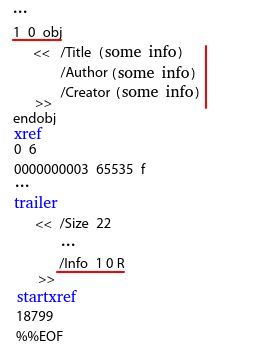 ...
1 0 obj
<< /Title (some info)
/Author (some info)
/Creator (some info)
>>
endobj
xref
0 6
0000000003 65535 f
...
trailer
<< /Size 22
...
/Info 1 0 R
>>
startxref
18799
%%EOF